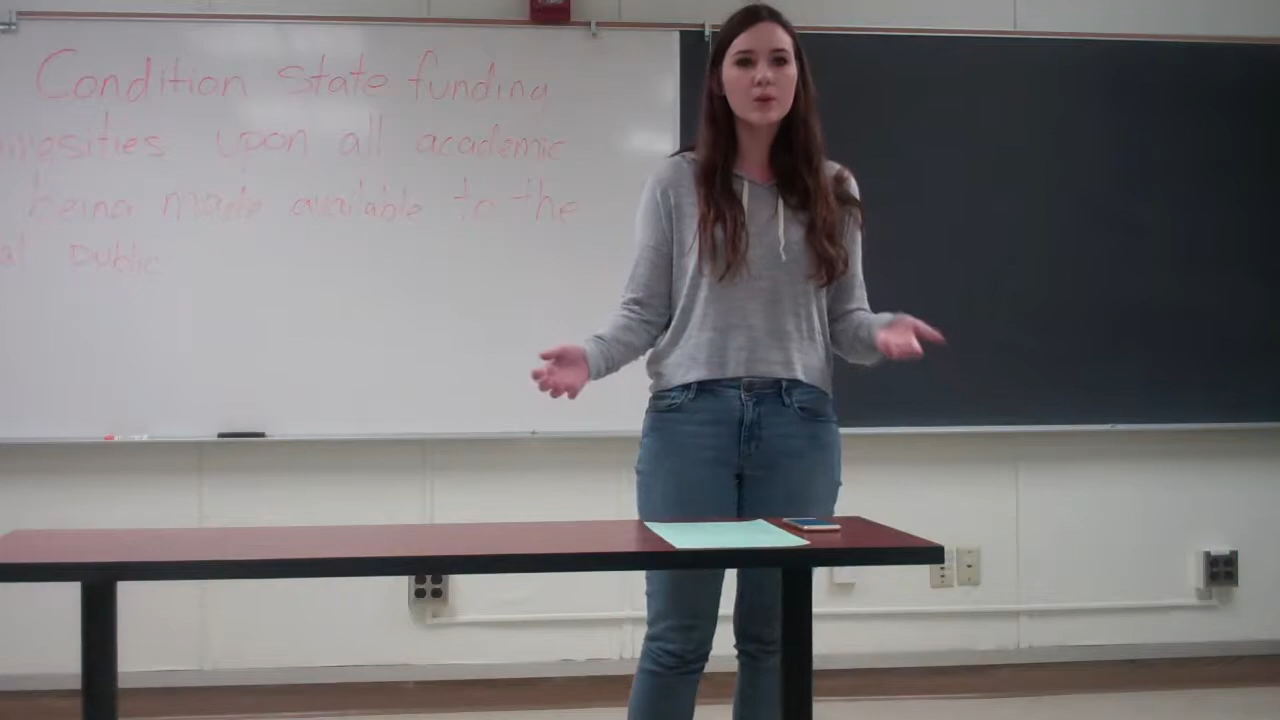 Condition state funding
upon all academic
being made available to the
public